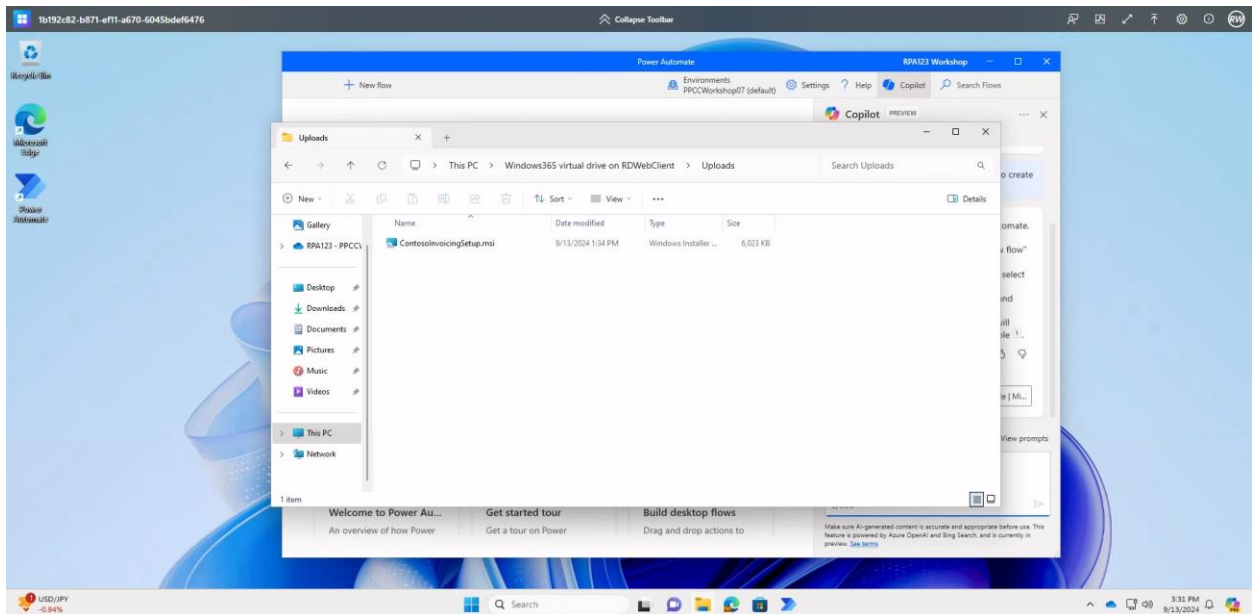 1b192c82-b871-ef11-a670-6045bdef6476
Collapse Toolbar
RW
Recycle Bin
Microsoft
Edge
Power
Automate
Power Automate
RPA123 Workshop
New flow
Environments
PPCCWorkshop07 (default)
Settings
Help
Copilot
Search Flows
Copilot
PREVIEW
Uploads
This PC > Windows365 virtual drive on RDWebClient > Uploads
Search Uploads
o create
New
Sort
View
Details
Gallery
RPA123 - PPCC
Desktop
Downloads
Documents
Pictures
Music
Videos
This PC
Network
Name
Date modified
Type
Size
ContosoInvoicingSetup.msi
9/13/2024 1:34 PM
Windows Installer ...
6,023 KB
omate.
flow"
select
nd
ill
| Mi...
View prompts
1 item
Welcome to Power Au...
An overview of how Power
Get started tour
Get a tour on Power
Build desktop flows
Drag and drop actions to
Make sure AI-generated content is accurate and appropriate before use. This
feature is powered by Azure OpenAI and Bing Search, and is currently in
preview. See terms
1
USD/JPY
-0.94%
Search
3:31 PM
9/13/2024